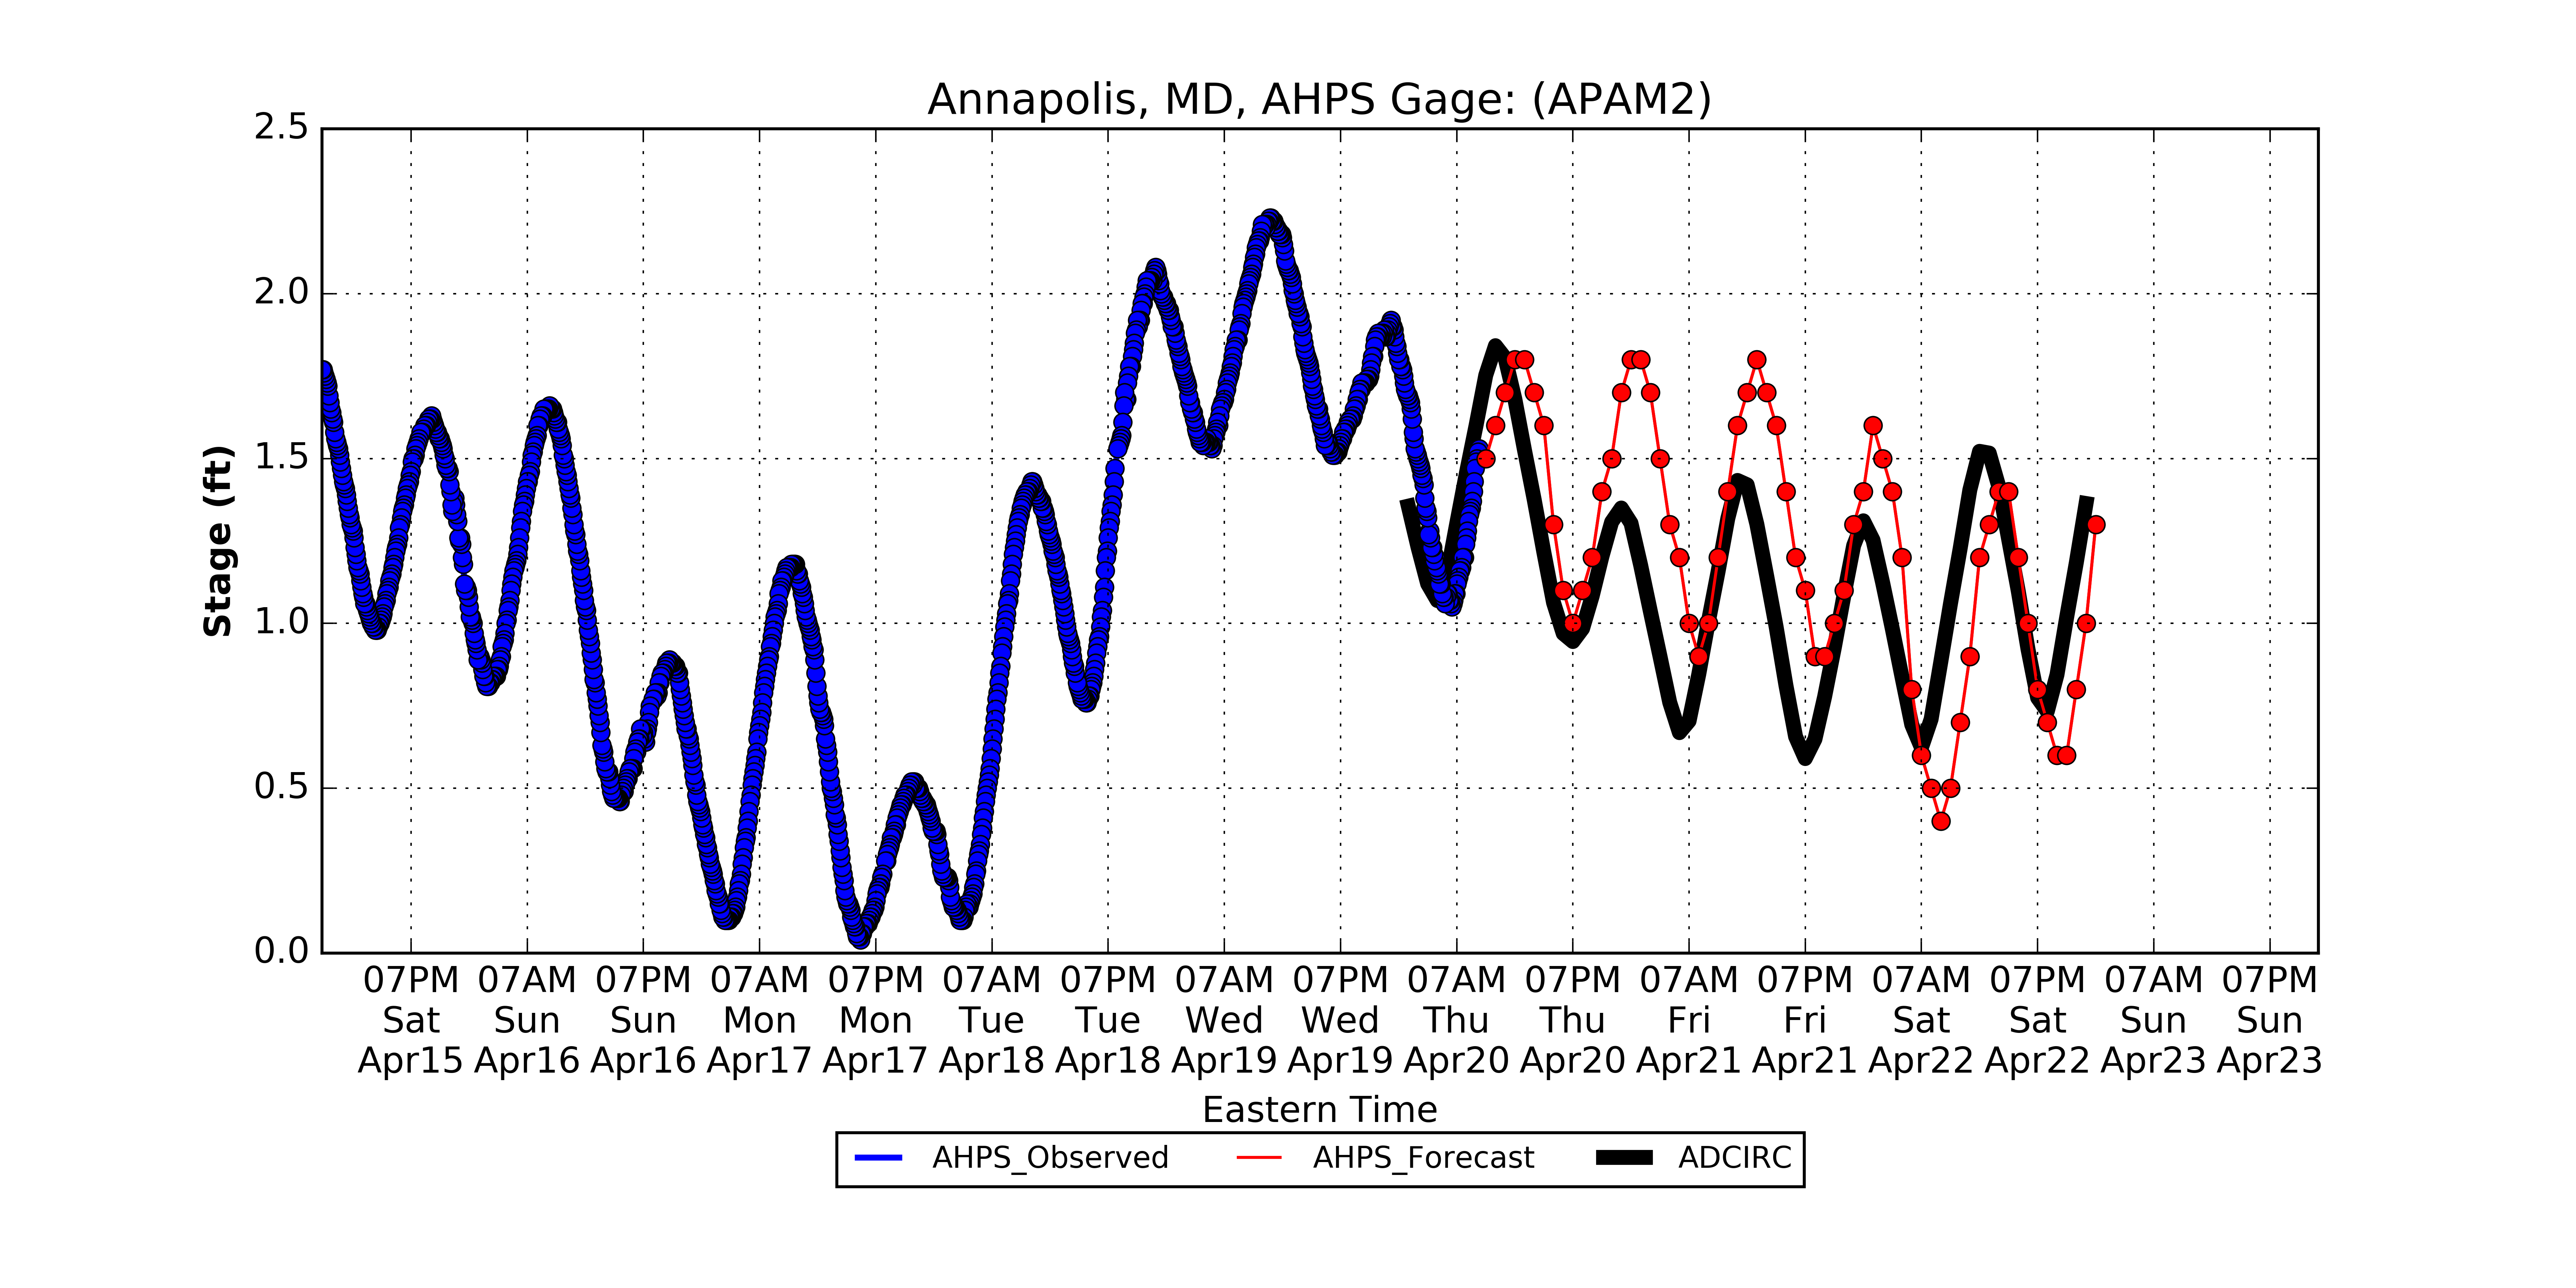 Annapolis, MD, AHPS Gage: (APAM2)
2.5
2.0
1.5
1.0
0.5
0.0
Stage (ft)
07PM 07AM 07PM 07AM 07PM 07AM 07PM 07AM 07PM 07AM 07PM 07AM 07PM 07AM 07PM 07AM 07PM
Sat Sun Sun Mon Mon Tue Tue Wed Wed Thu Thu Fri Fri Sat Sat Sun Sun
Apr15 Apr16 Apr16 Apr17 Apr17 Apr18 Apr18 Apr19 Apr19 Apr20 Apr20 Apr21 Apr21 Apr22 Apr22 Apr23 Apr23
Eastern Time
AHPS_Observed AHPS_Forecast ADCIRC